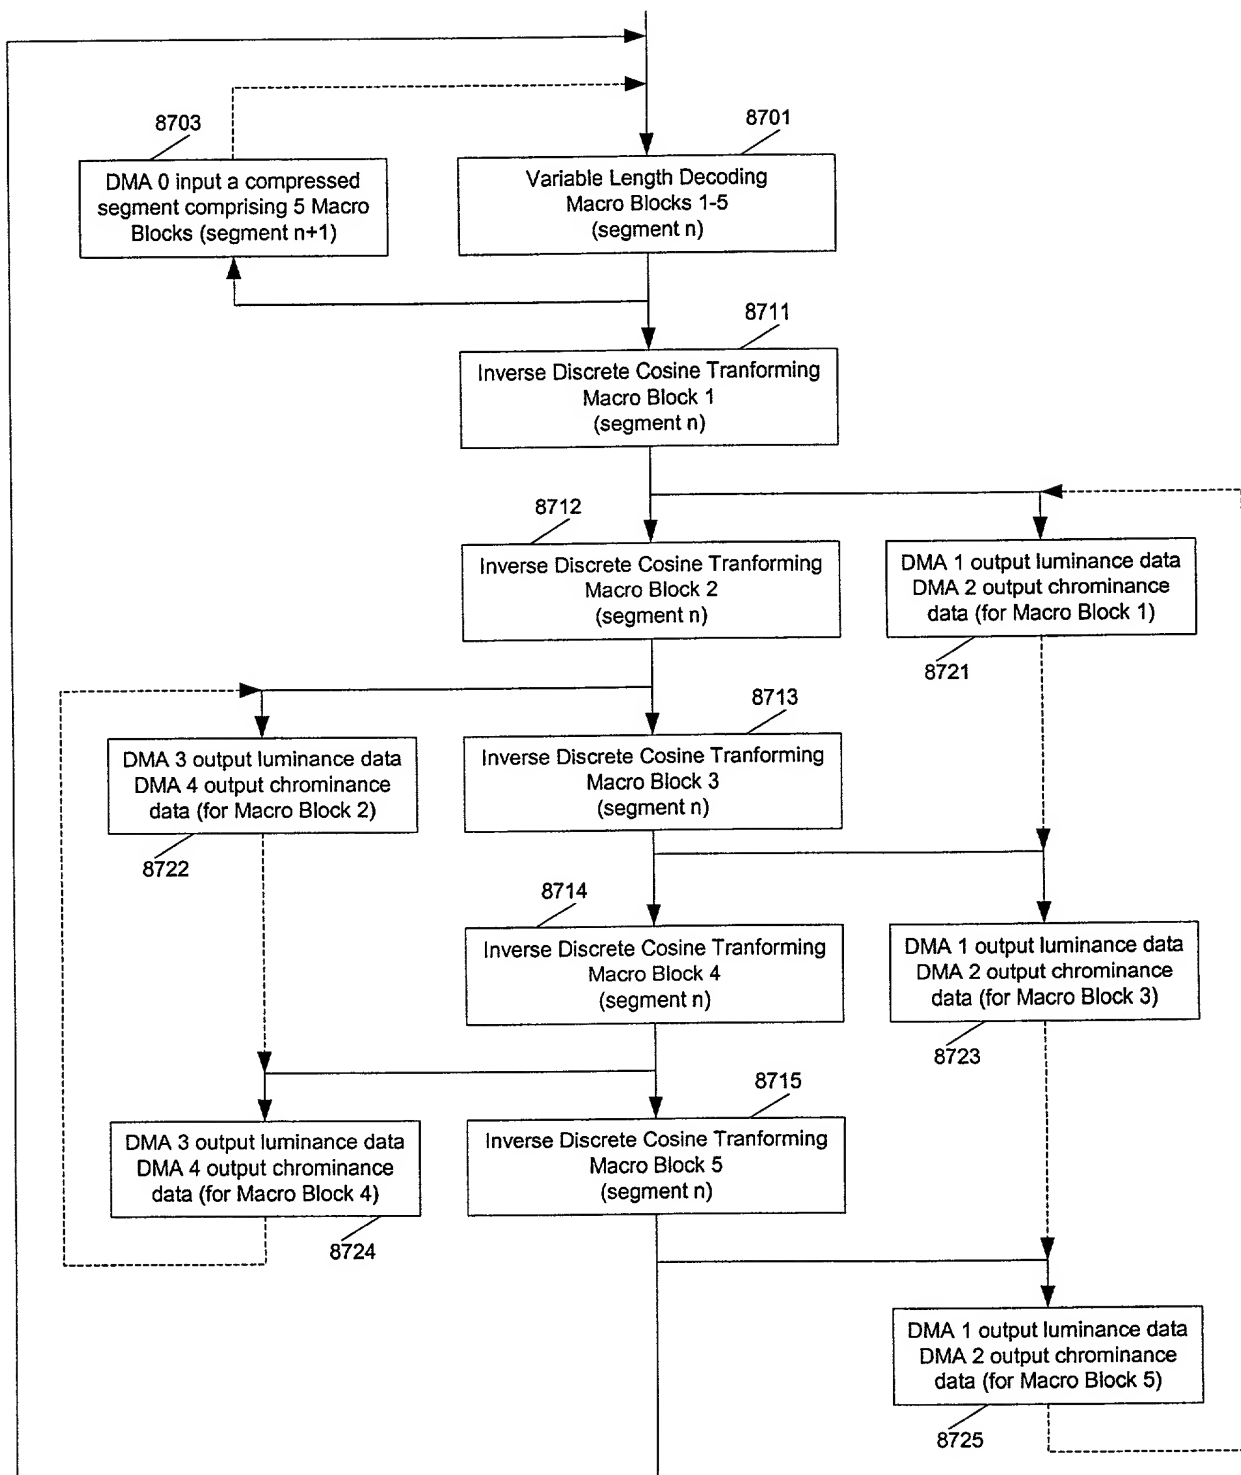 8703
8701
DMA 0 input a compressed
segment comprising 5 Macro
Blocks (segment n+1)
Variable Length Decoding
Macro Blocks 1-5
(segment n)
8711
Inverse Discrete Cosine Tranforming
Macro Block 1
(segment n)
8712
Inverse Discrete Cosine Tranforming
Macro Block 2
(segment n)
DMA 1 output luminance data
DMA 2 output chrominance
data (for Macro Block 1)
8721
8713
DMA 3 output luminance data
DMA 4 output chrominance
data (for Macro Block 2)
8722
Inverse Discrete Cosine Tranforming
Macro Block 3
(segment n)
8714
Inverse Discrete Cosine Tranforming
Macro Block 4
(segment n)
DMA 1 output luminance data
DMA 2 output chrominance
data (for Macro Block 3)
8723
8715
DMA 3 output luminance data
DMA 4 output chrominance
data (for Macro Block 4)
8724
Inverse Discrete Cosine Tranforming
Macro Block 5
(segment n)
DMA 1 output luminance data
DMA 2 output chrominance
data (for Macro Block 5)
8725